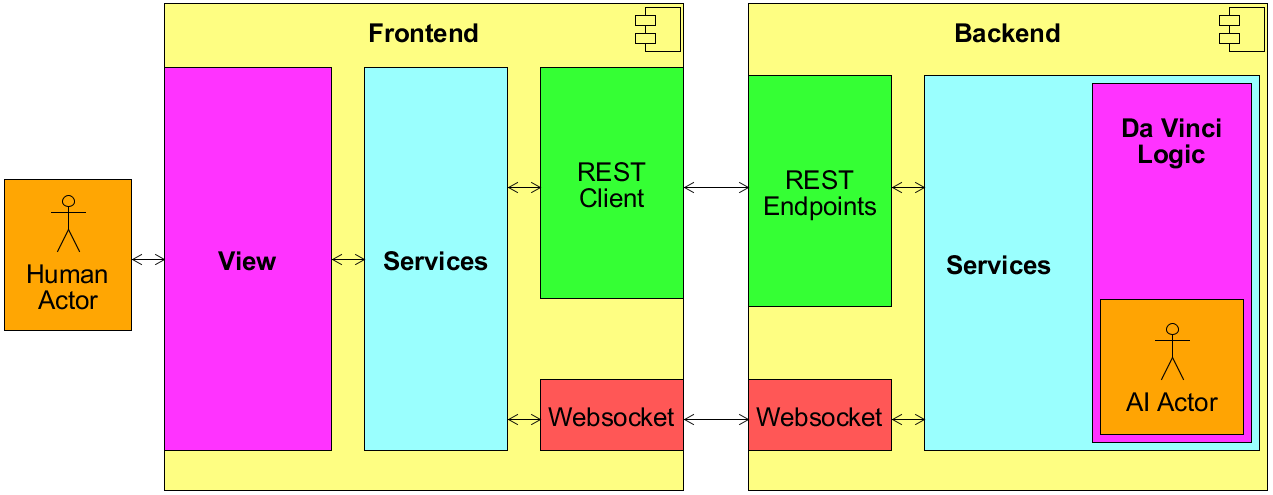 Frontend
Backend
Human
Actor
View
Services
REST
Client
Websocket
REST
Endpoints
Websocket
Services
Da Vinci
Logic
AI Actor